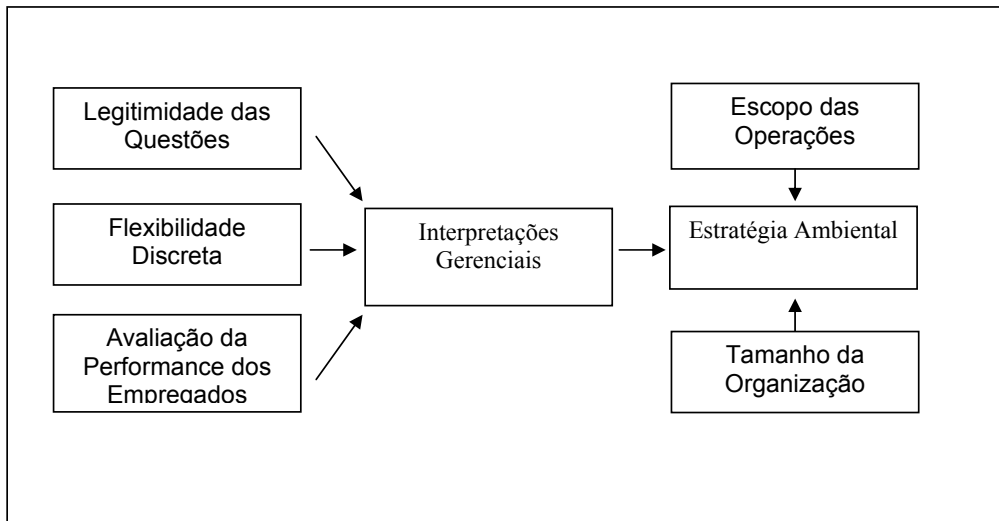 Legitimidade das
Questões
Flexibilidade
Discreta
Avaliação da
Performance dos
Empregados
Interpretações
Gerenciais
Escopo das
Operações
Estratégia Ambiental
Tamanho da
Organização